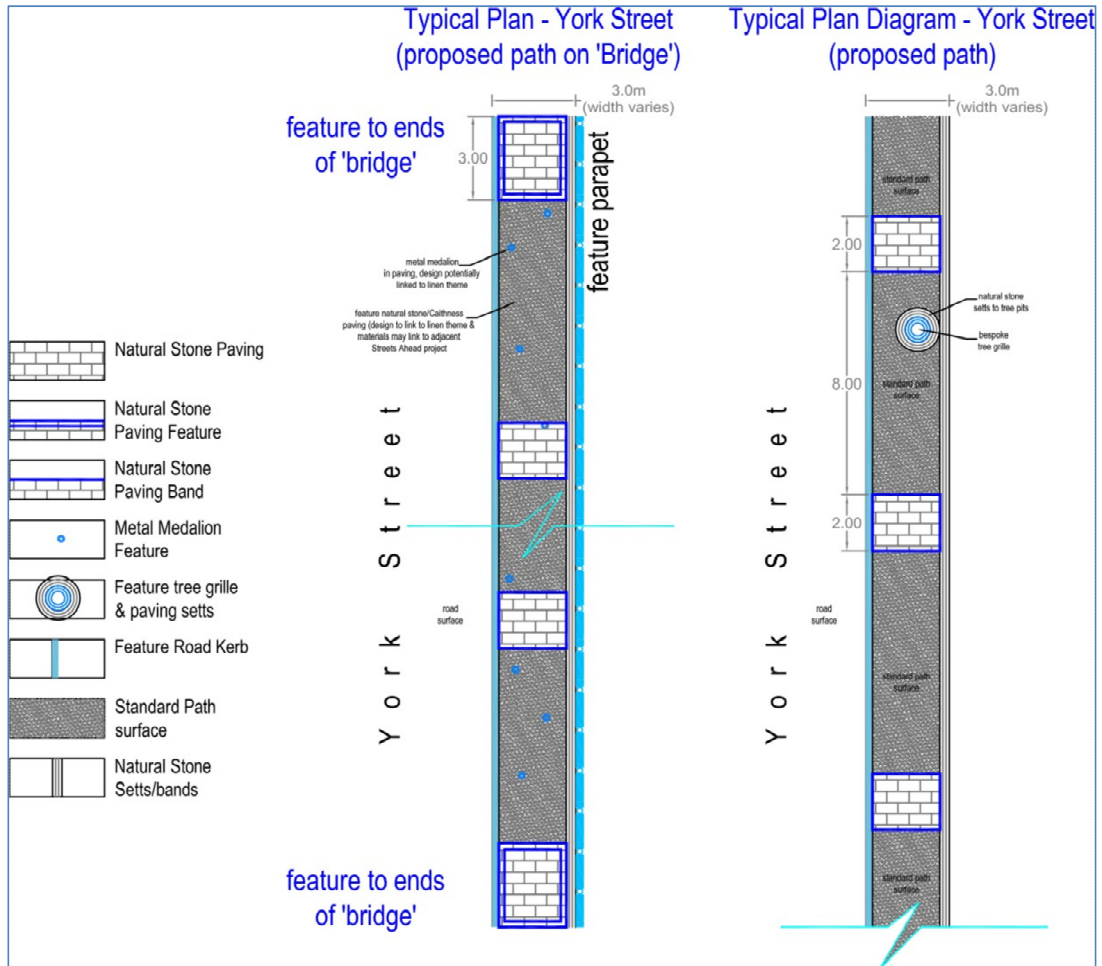 Typical Plan - York Street
(proposed path on 'Bridge')
Typical Plan Diagram - York Street
(proposed path)
3.0m
(width varies)
3.0m
(width varies)
feature to ends
of 'bridge'
3.00
feature parapet
metal medalion
in paving, design potentially
linked to linen theme
feature natural stone/Caithness
paving (design to link to linen theme &
materials may link to adjacent
Streets Ahead project
Natural Stone Paving
Natural Stone
Paving Feature
Natural Stone
Paving Band
Metal Medalion
Feature
Feature tree grille
& paving setts
Feature Road Kerb
Standard Path
surface
Natural Stone
Setts/bands
York Street
road
surface
feature to ends
of 'bridge'
standard path
surface
2.00
natural stone
setts to tree pits
bespoke
tree grille
8.00
standard path
surface
2.00
York Street
road
surface
standard path
surface
standard path
surface